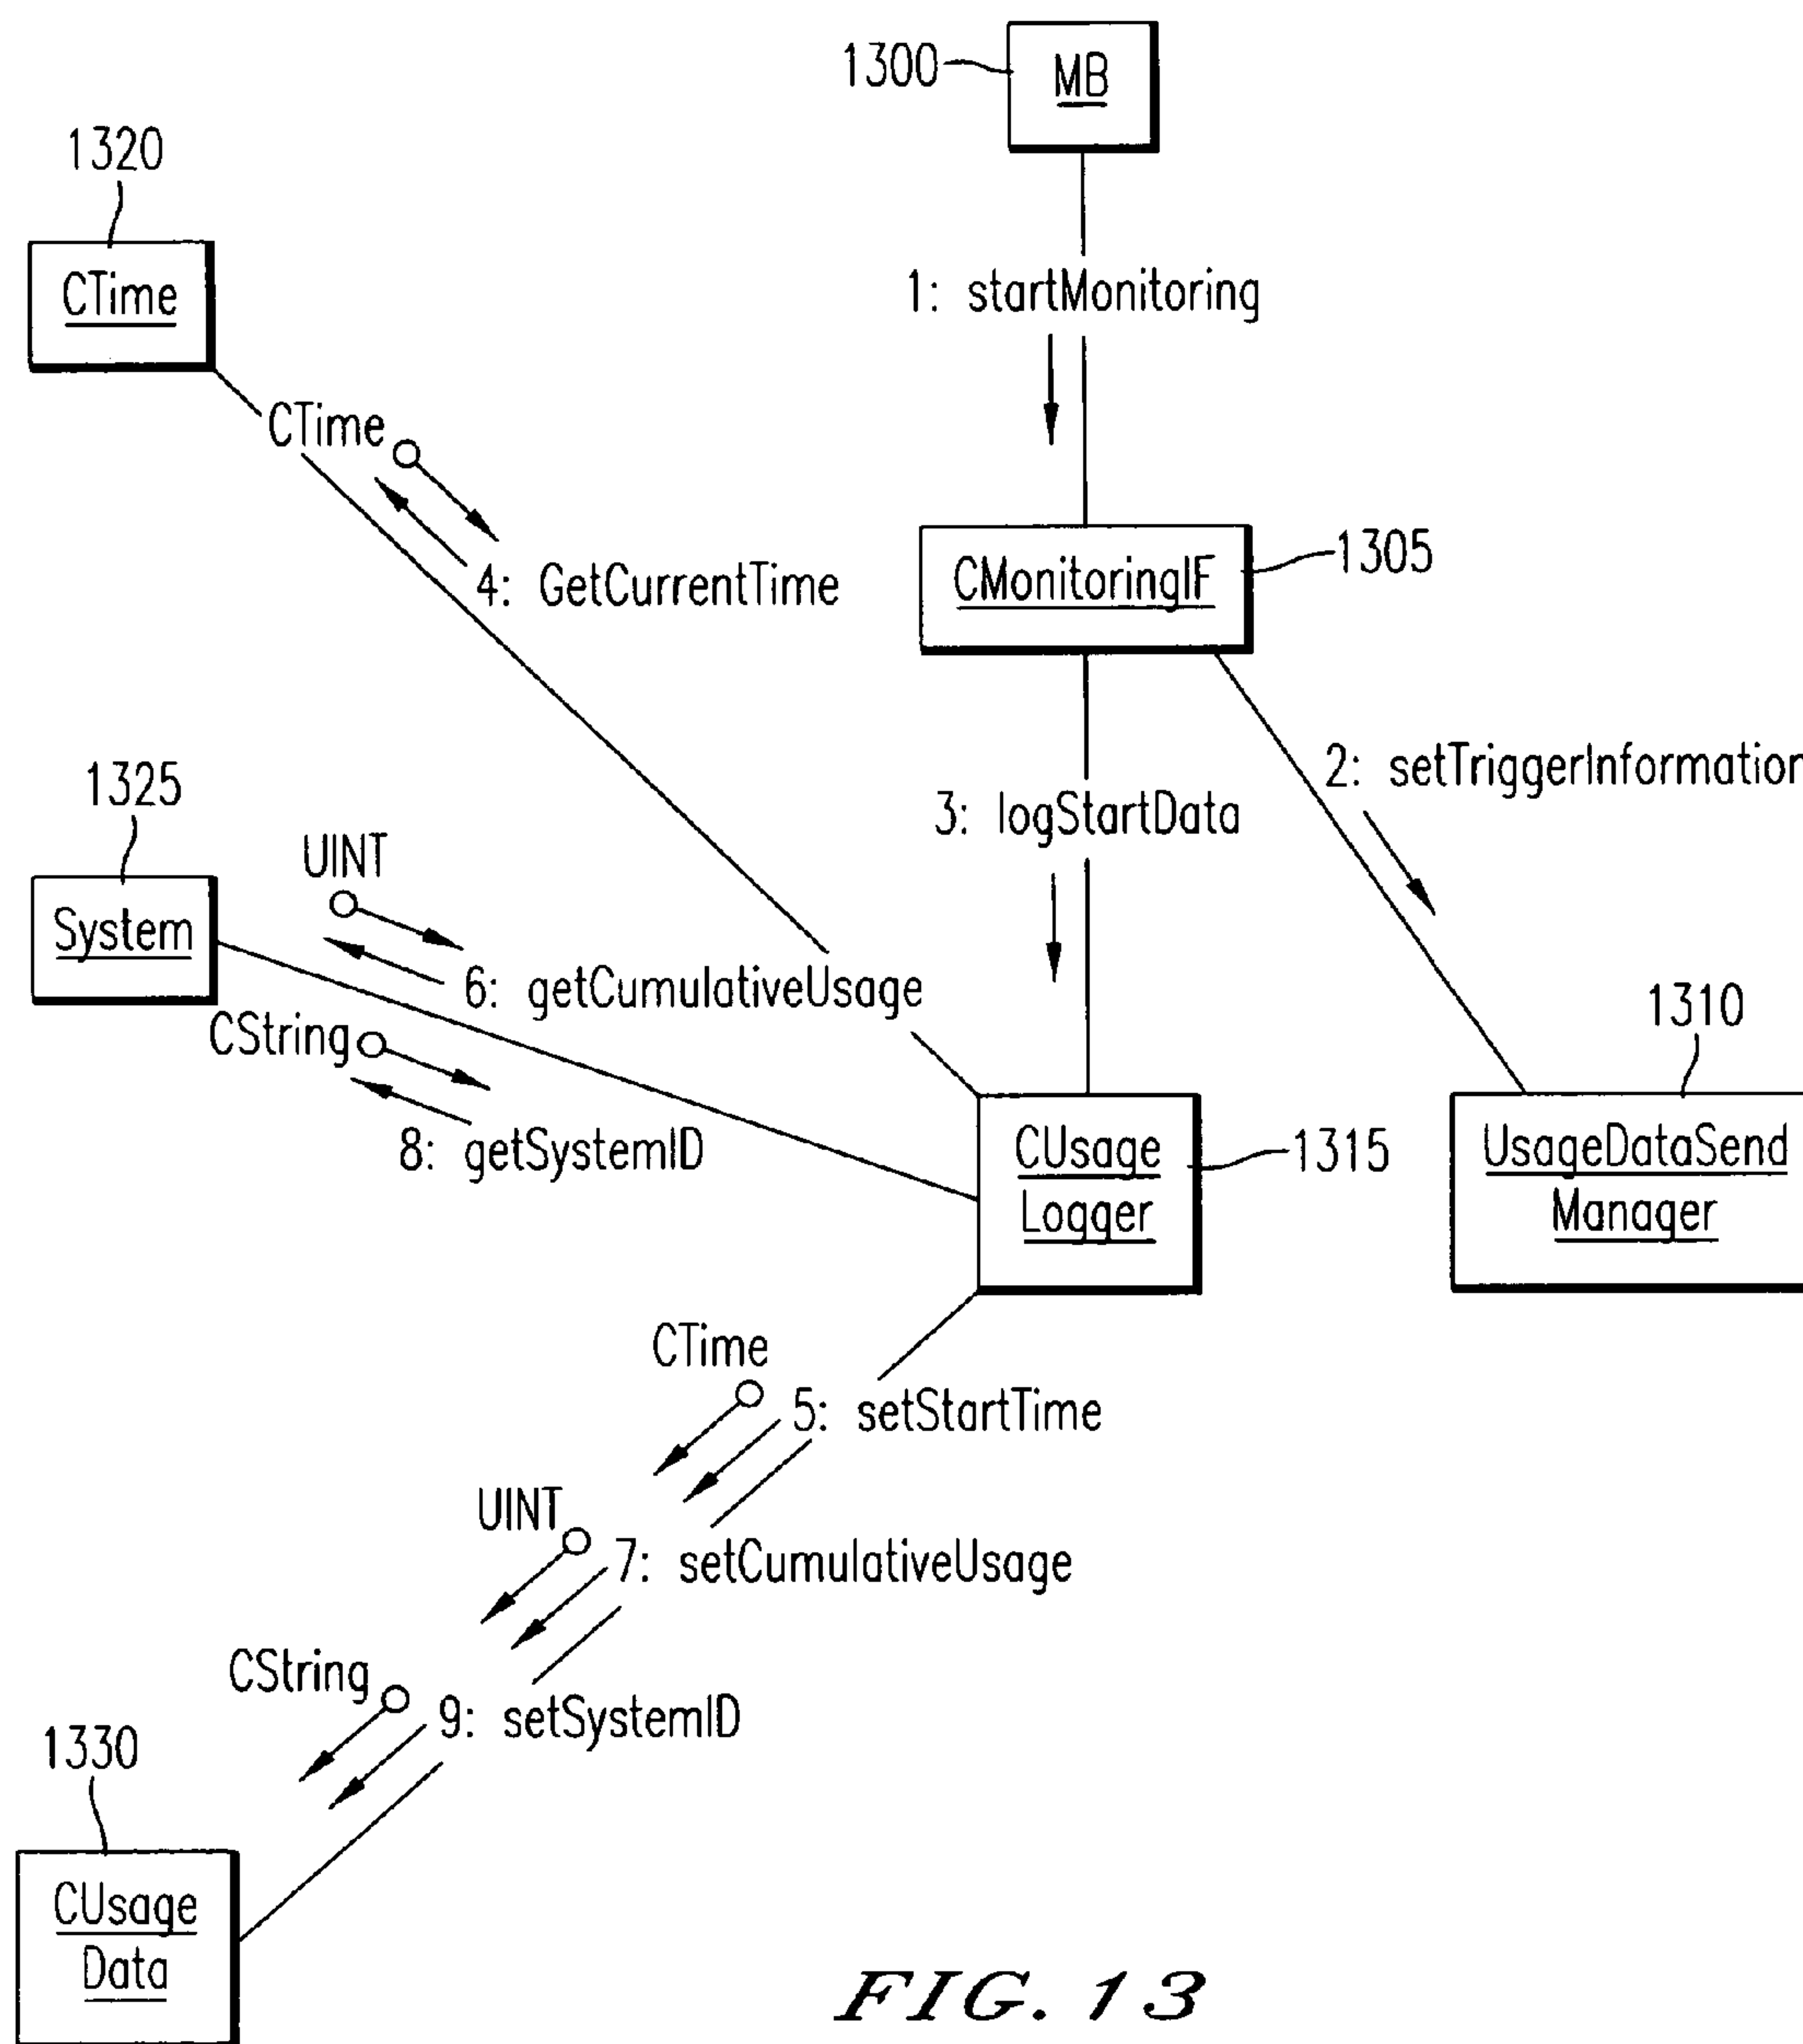 1300
MB
1320
CTime
1: startMonitoring
CTime
4: GetCurrentTime
CMonitoringIF
1305
2: setTriggerInformation
3: logStartData
1325
System
UINT
6: getCumulativeUsage
CString
8: getSystemID
1310
CUsage
Logger
1315
UsageDataSend
Manager
CTime
5: setStartTime
UINT
7: setCumulativeUsage
CString
9: setSystemID
1330
CUsage
Data
FIG. 13